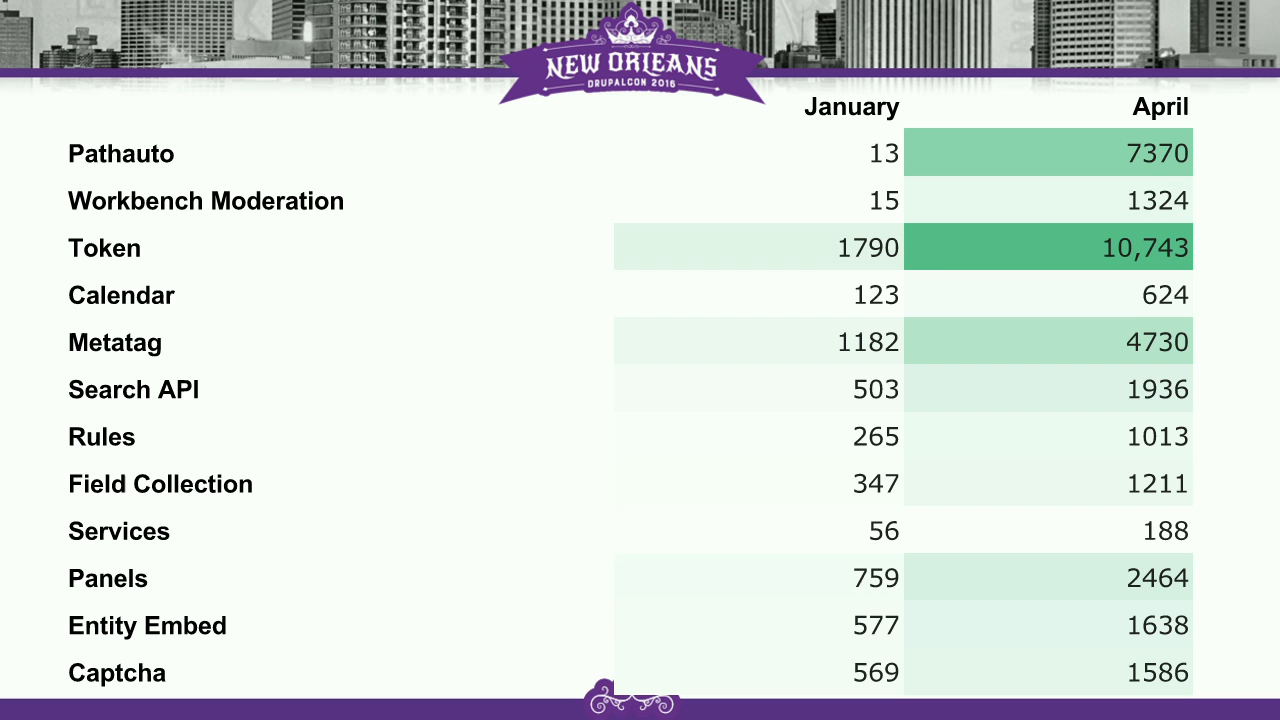 NEW ORLEANS
DRUPALCON 2016
January April
Pathauto 13 7370
Workbench Moderation 15 1324
Token 1790 10,743
Calendar 123 624
Metatag 1182 4730
Search API 503 1936
Rules 265 1013
Field Collection 347 1211
Services 56 188
Panels 759 2464
Entity Embed 577 1638
Captcha 569 1586